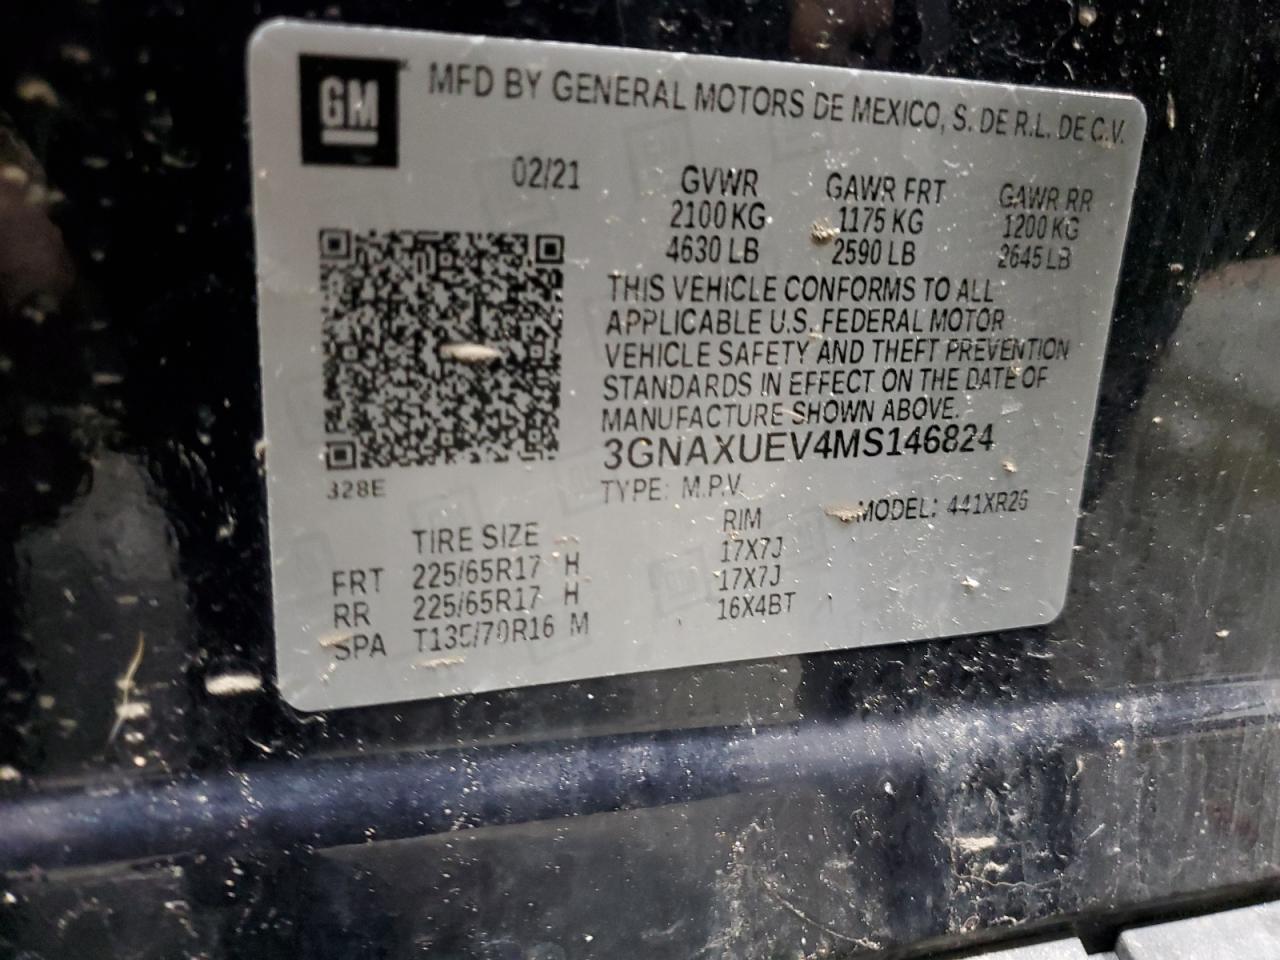 GM
MFD BY GENERAL MOTORS DE MEXICO, S. DE R.L. DE C.V.
02/21
GVWR GAWR FRT GAWR RR
2100 KG 1175 KG 1200 KG
4630 LB 2590 LB 2645 LB
THIS VEHICLE CONFORMS TO ALL
APPLICABLE U.S. FEDERAL MOTOR
VEHICLE SAFETY AND THEFT PREVENTION
STANDARDS IN EFFECT ON THE DATE OF
MANUFACTURE SHOWN ABOVE.
3GNAXUEV4MS146824
328E
TYPE: M.P.V. MODEL: 441XR26
TIRE SIZE RIM
FRT 225/65R17 H 17X7J
RR 225/65R17 H 17X7J
SPA T135/70R16 M 16X4BT